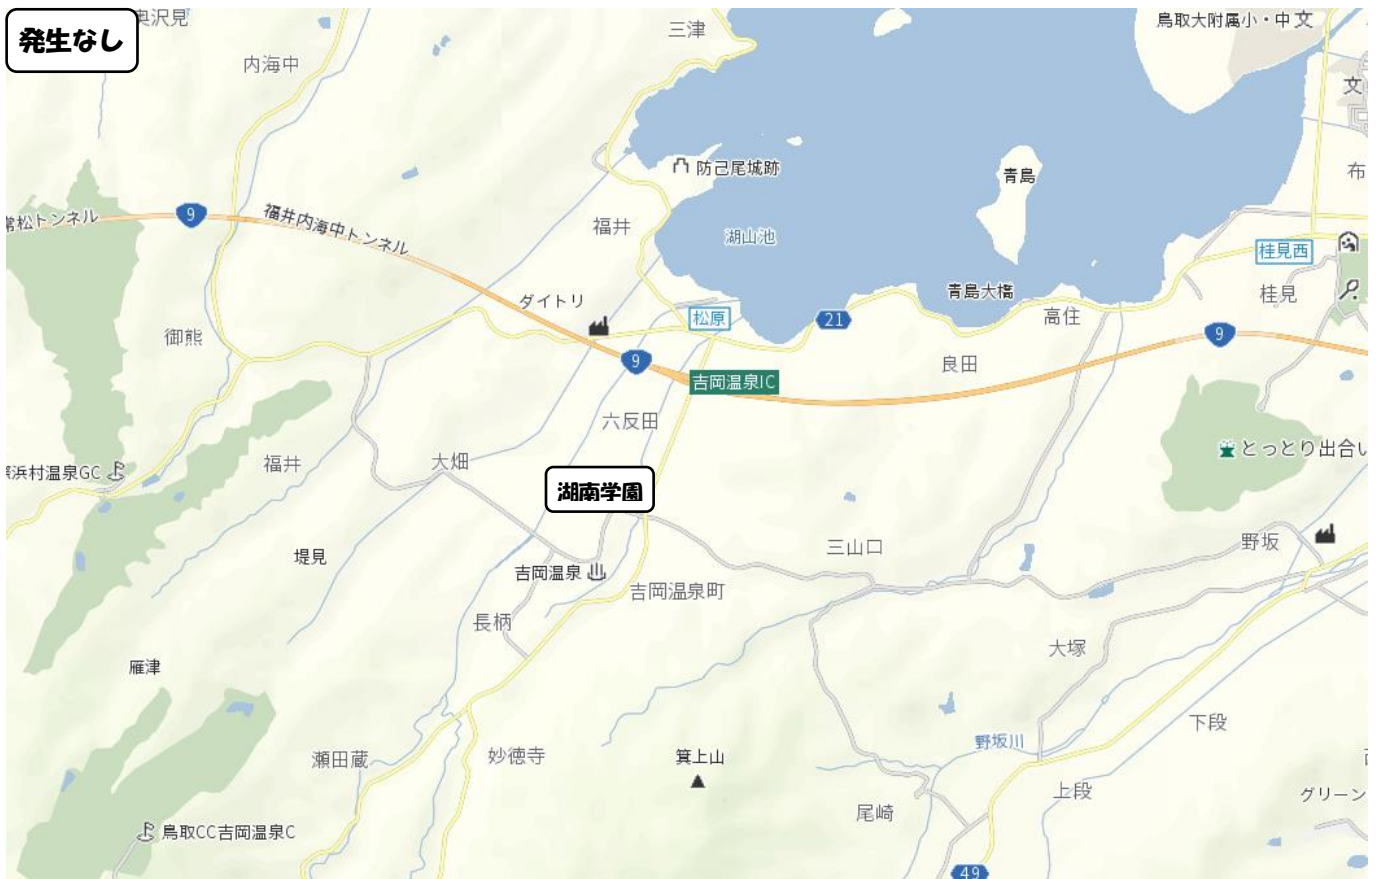 発生なし
奥沢見
三津
鳥取大附属小・中 文
内海中
文
防己尾城跡
青島
布
9
常松トンネル
福井内海中トンネル
福井
湖山池
桂見西
ダイトリ
青島大橋
桂見
松原
21
高住
御熊
9
9
良田
吉岡温泉IC
六反田
福井
大畑
浜村温泉GC
とっとり出合い
湖南学園
三山口
野坂
堤見
吉岡温泉
吉岡温泉町
長柄
大塚
雁津
下段
野坂川
瀬田蔵
妙徳寺
箕上山
上段
グリーン
尾崎
鳥取CC吉岡温泉C
49